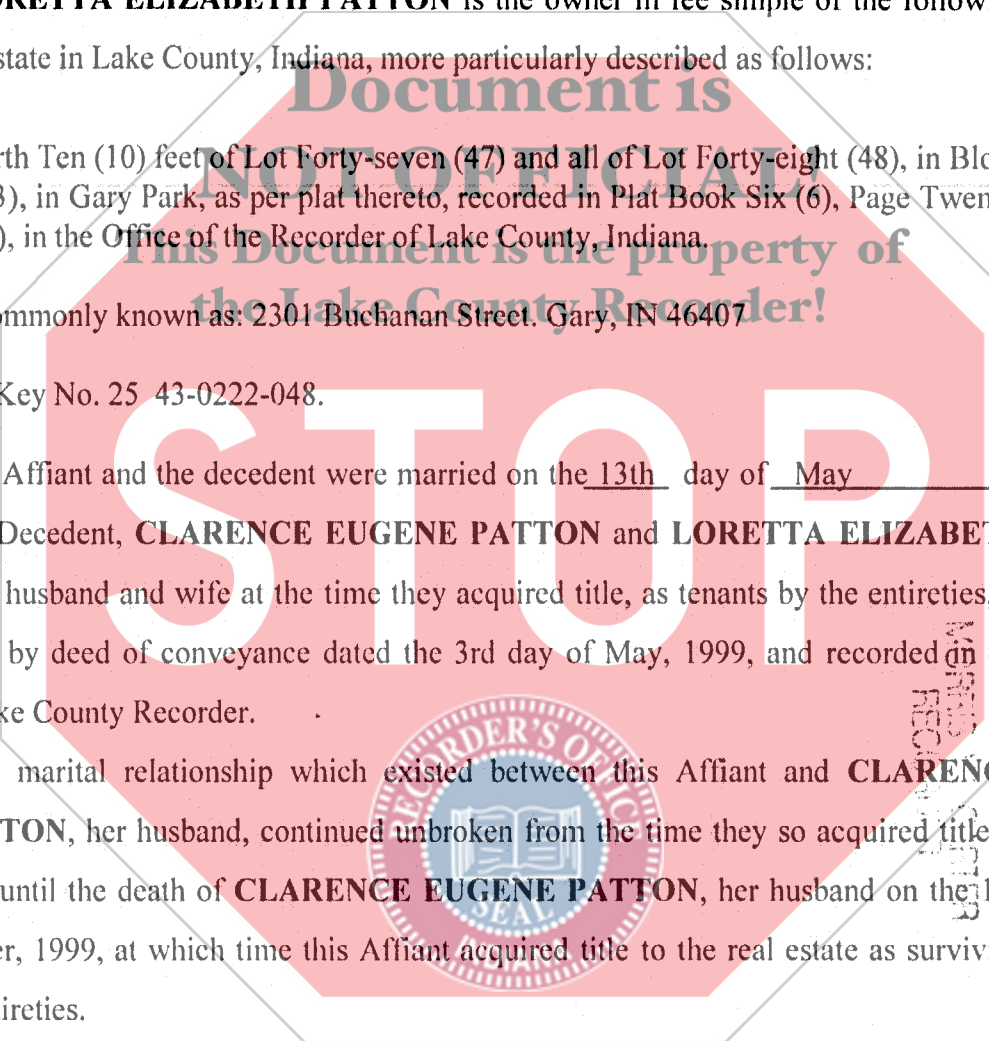 ORETTA ELIZABETH PATTON is the owner in fee simple of the follow
state in Lake County, Indiana, more particularly described as follows:
Document is
rth Ten (10) feet of Lot Forty-seven (47) and all of Lot Forty-eight (48), in Blo
NOT OFFICIAL!
3), in Gary Park, as per plat thereto, recorded in Plat Book Six (6), Page Twen
), in the Office of the Recorder of Lake County, Indiana.
This Document is the property of
the Lake County Recorder!
ommonly known as: 2301 Buchanan Street. Gary, IN 46407
Key No. 25 43-0222-048.
STOP
Affiant and the decedent were married on the 13th day of May
Decedent, CLARENCE EUGENE PATTON and LORETTA ELIZABET
husband and wife at the time they acquired title, as tenants by the entireties,
by deed of conveyance dated the 3rd day of May, 1999, and recorded in
ke County Recorder.
RECORDER'S OFFIC
marital relationship which existed between this Affiant and CLARENC
TTON, her husband, continued unbroken from the time they so acquired title
until the death of CLARENCE EUGENE PATTON, her husband on the 1
SEAL
er, 1999, at which time this Affiant acquired title to the real estate as surviv
INDIANA
ireties.